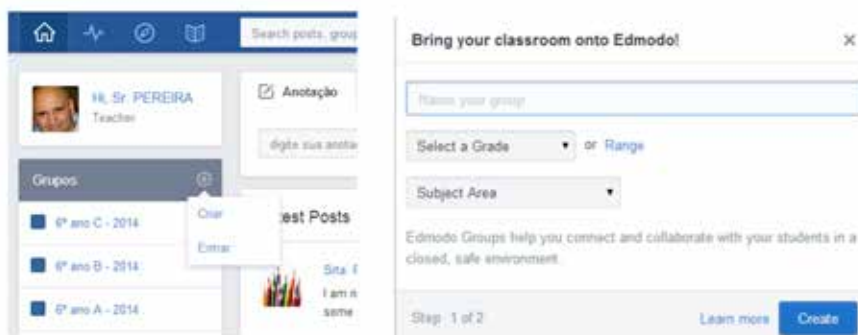 Search posts, group
Hi, Sr. PEREIRA
Teacher
Anotação
digite sua anota
Grupos
Criar
Entrar
6º ano C - 2014
6º ano B - 2014
6º ano A - 2014
test Posts
Srta.
I am n
some
Bring your classroom onto Edmodo!
×
Name your group
Select a Grade
or Range
Subject Area
Edmodo Groups help you connect and collaborate with your students in a
closed, safe environment.
Step 1 of 2
Learn more
Create